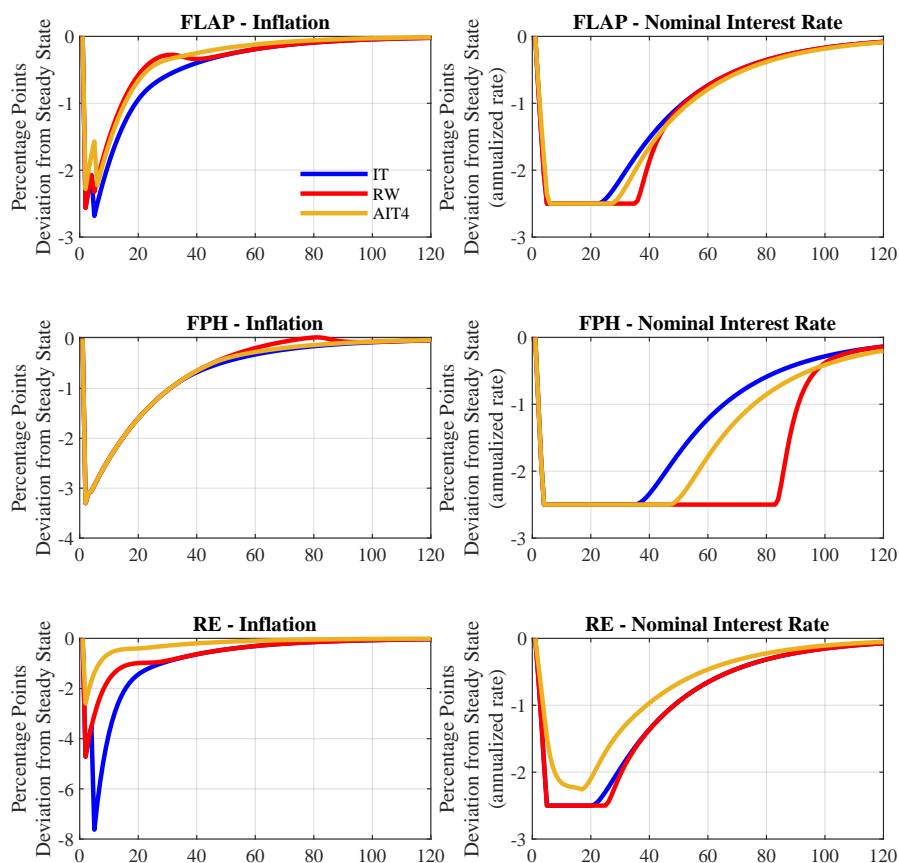 FLAP - Inflation
Percentage Points
Deviation from Steady State
0
-1
-2
-3
0 20 40 60 80 100 120
IT
RW
AIT4
FLAP - Nominal Interest Rate
Percentage Points
Deviation from Steady State
(annualized rate)
0
-1
-2
-3
0 20 40 60 80 100 120
FPH - Inflation
Percentage Points
Deviation from Steady State
0
-1
-2
-3
-4
0 20 40 60 80 100 120
FPH - Nominal Interest Rate
Percentage Points
Deviation from Steady State
(annualized rate)
0
-1
-2
-3
0 20 40 60 80 100 120
RE - Inflation
Percentage Points
Deviation from Steady State
0
-2
-4
-6
-8
0 20 40 60 80 100 120
RE - Nominal Interest Rate
Percentage Points
Deviation from Steady State
(annualized rate)
0
-1
-2
-3
0 20 40 60 80 100 120